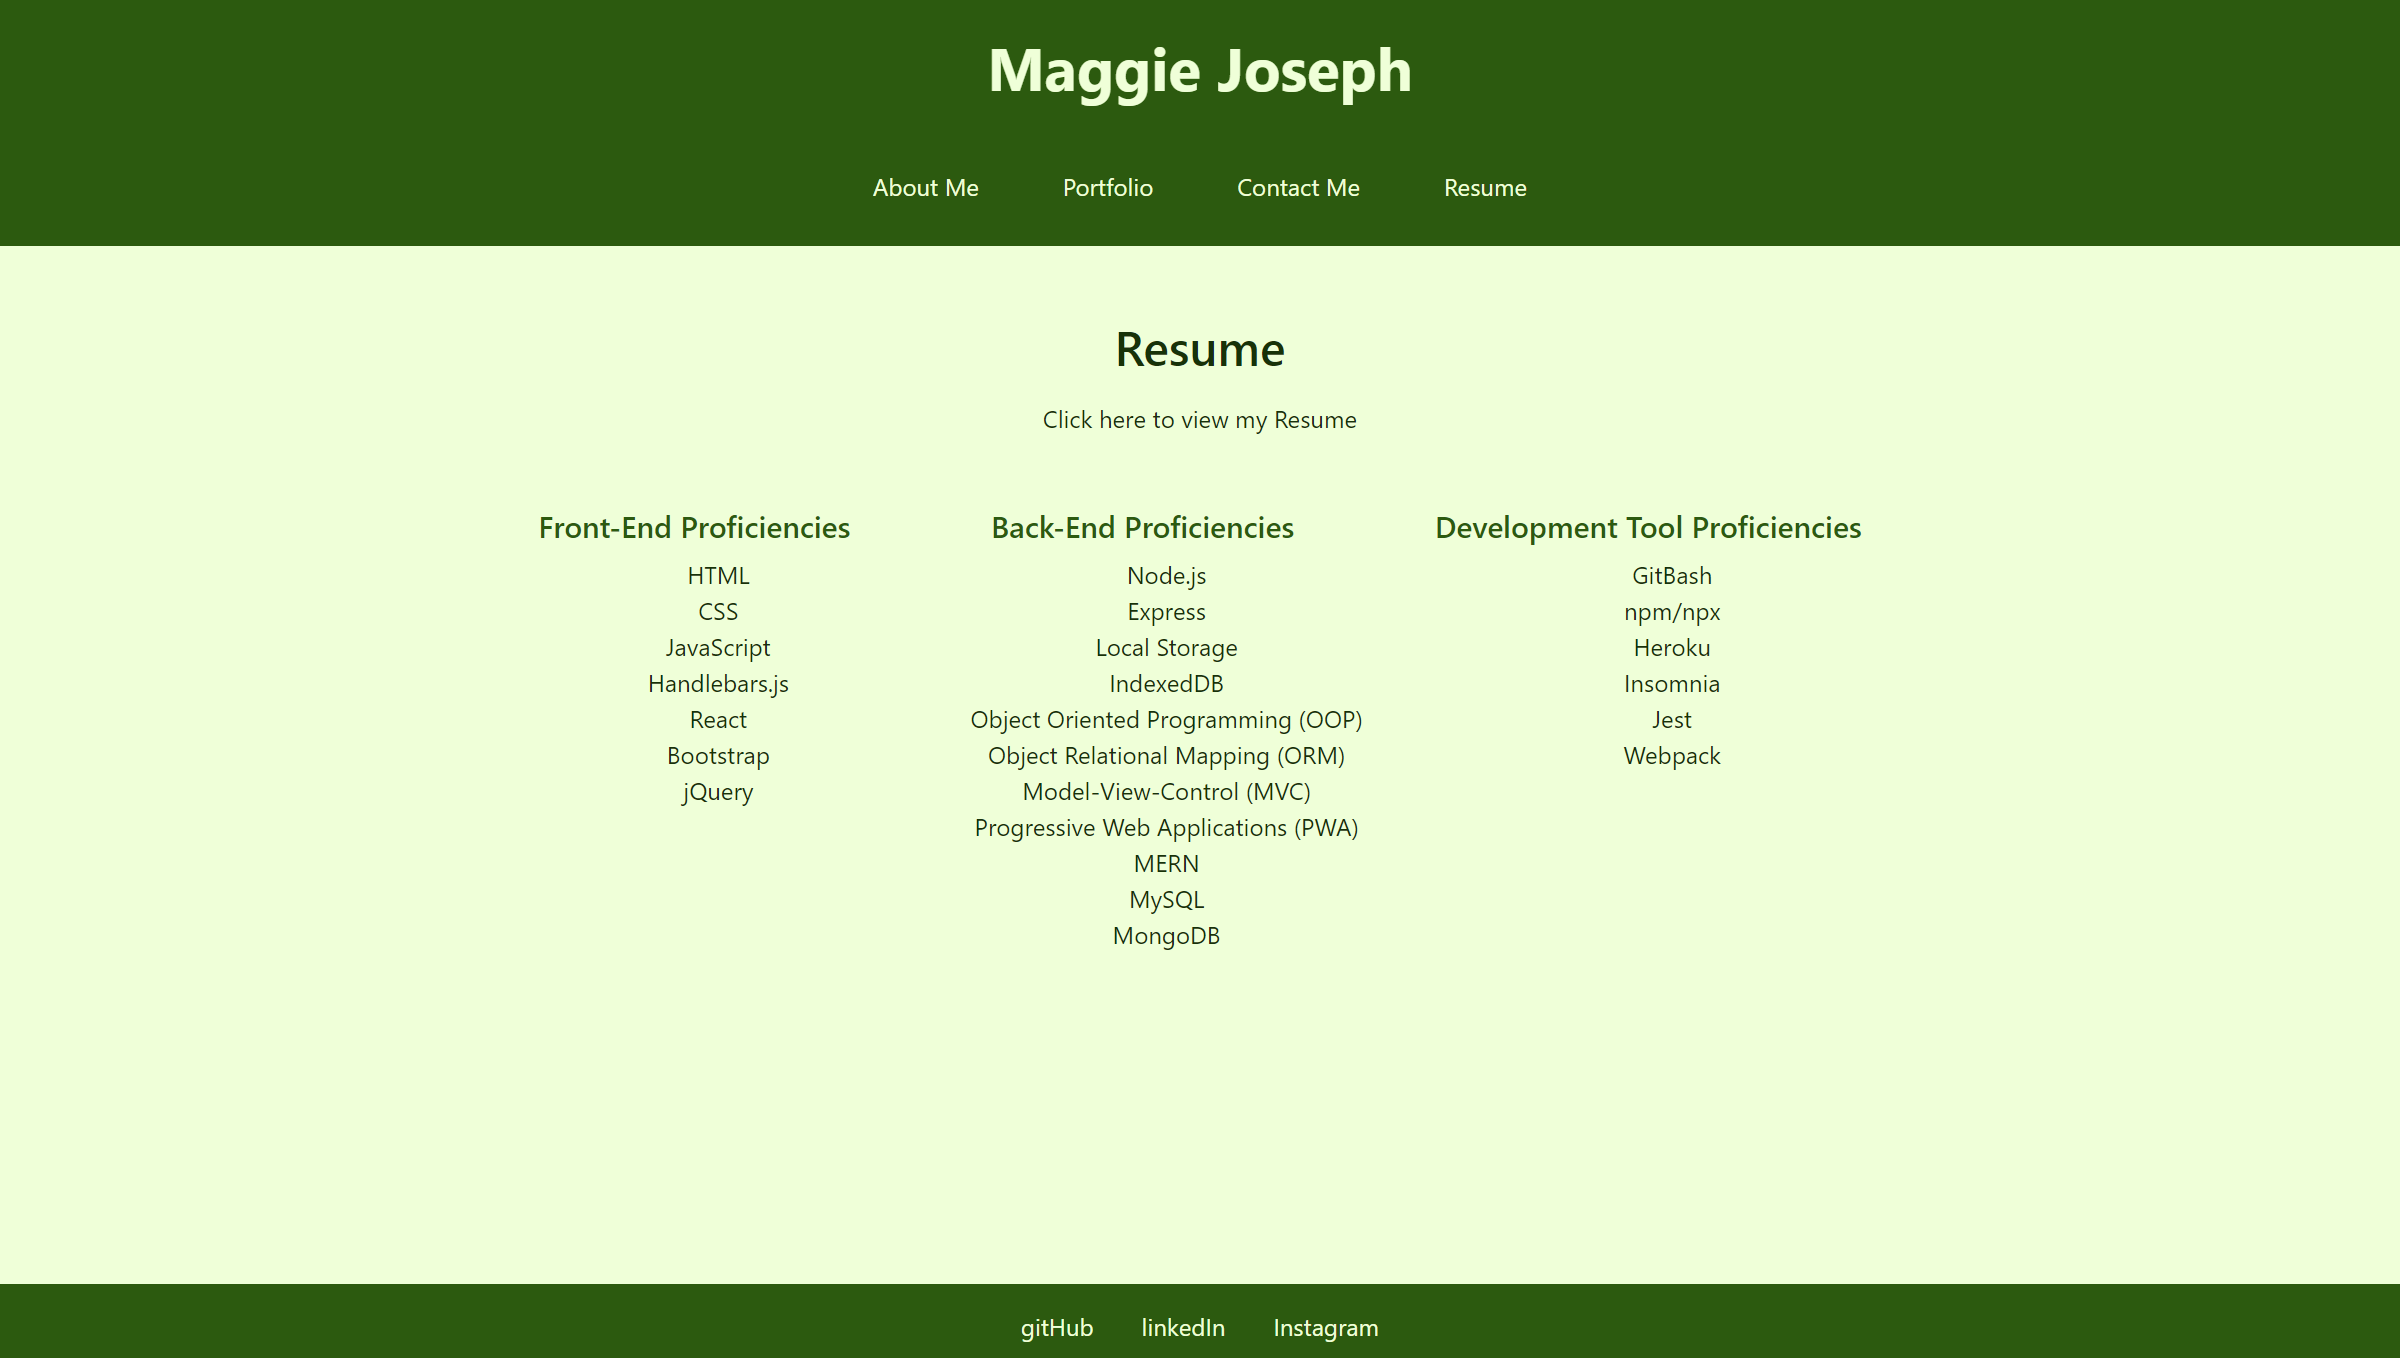 Maggie Joseph
About Me Portfolio Contact Me Resume
Resume
Click here to view my Resume
Front-End Proficiencies
HTML
CSS
JavaScript
Handlebars.js
React
Bootstrap
jQuery
Back-End Proficiencies
Node.js
Express
Local Storage
IndexedDB
Object Oriented Programming (OOP)
Object Relational Mapping (ORM)
Model-View-Control (MVC)
Progressive Web Applications (PWA)
MERN
MySQL
MongoDB
Development Tool Proficiencies
GitBash
npm/npx
Heroku
Insomnia
Jest
Webpack
gitHub linkedIn Instagram